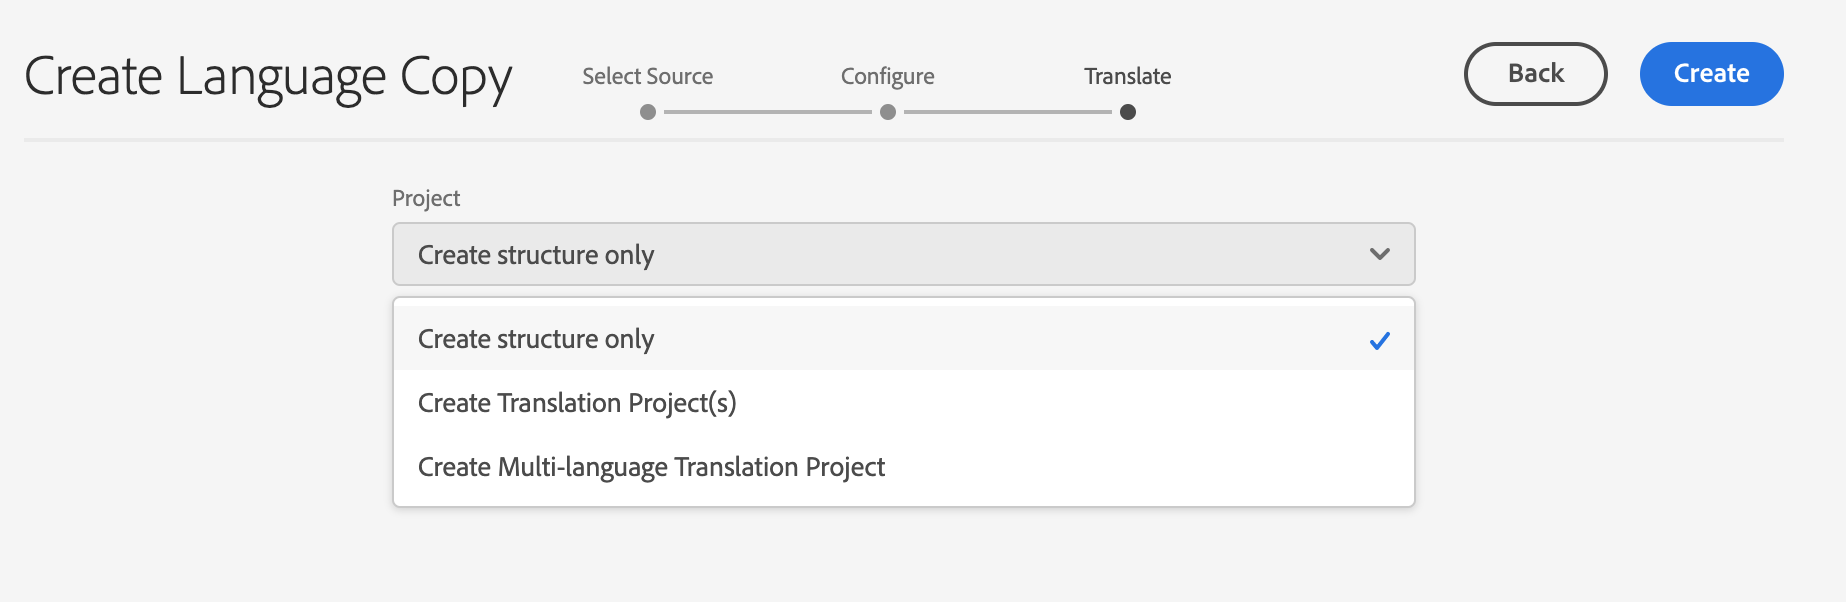 Create Language Copy
Select Source
Configure
Translate
Back
Create
Project
Create structure only
Create structure only
Create Translation Project(s)
Create Multi-language Translation Project